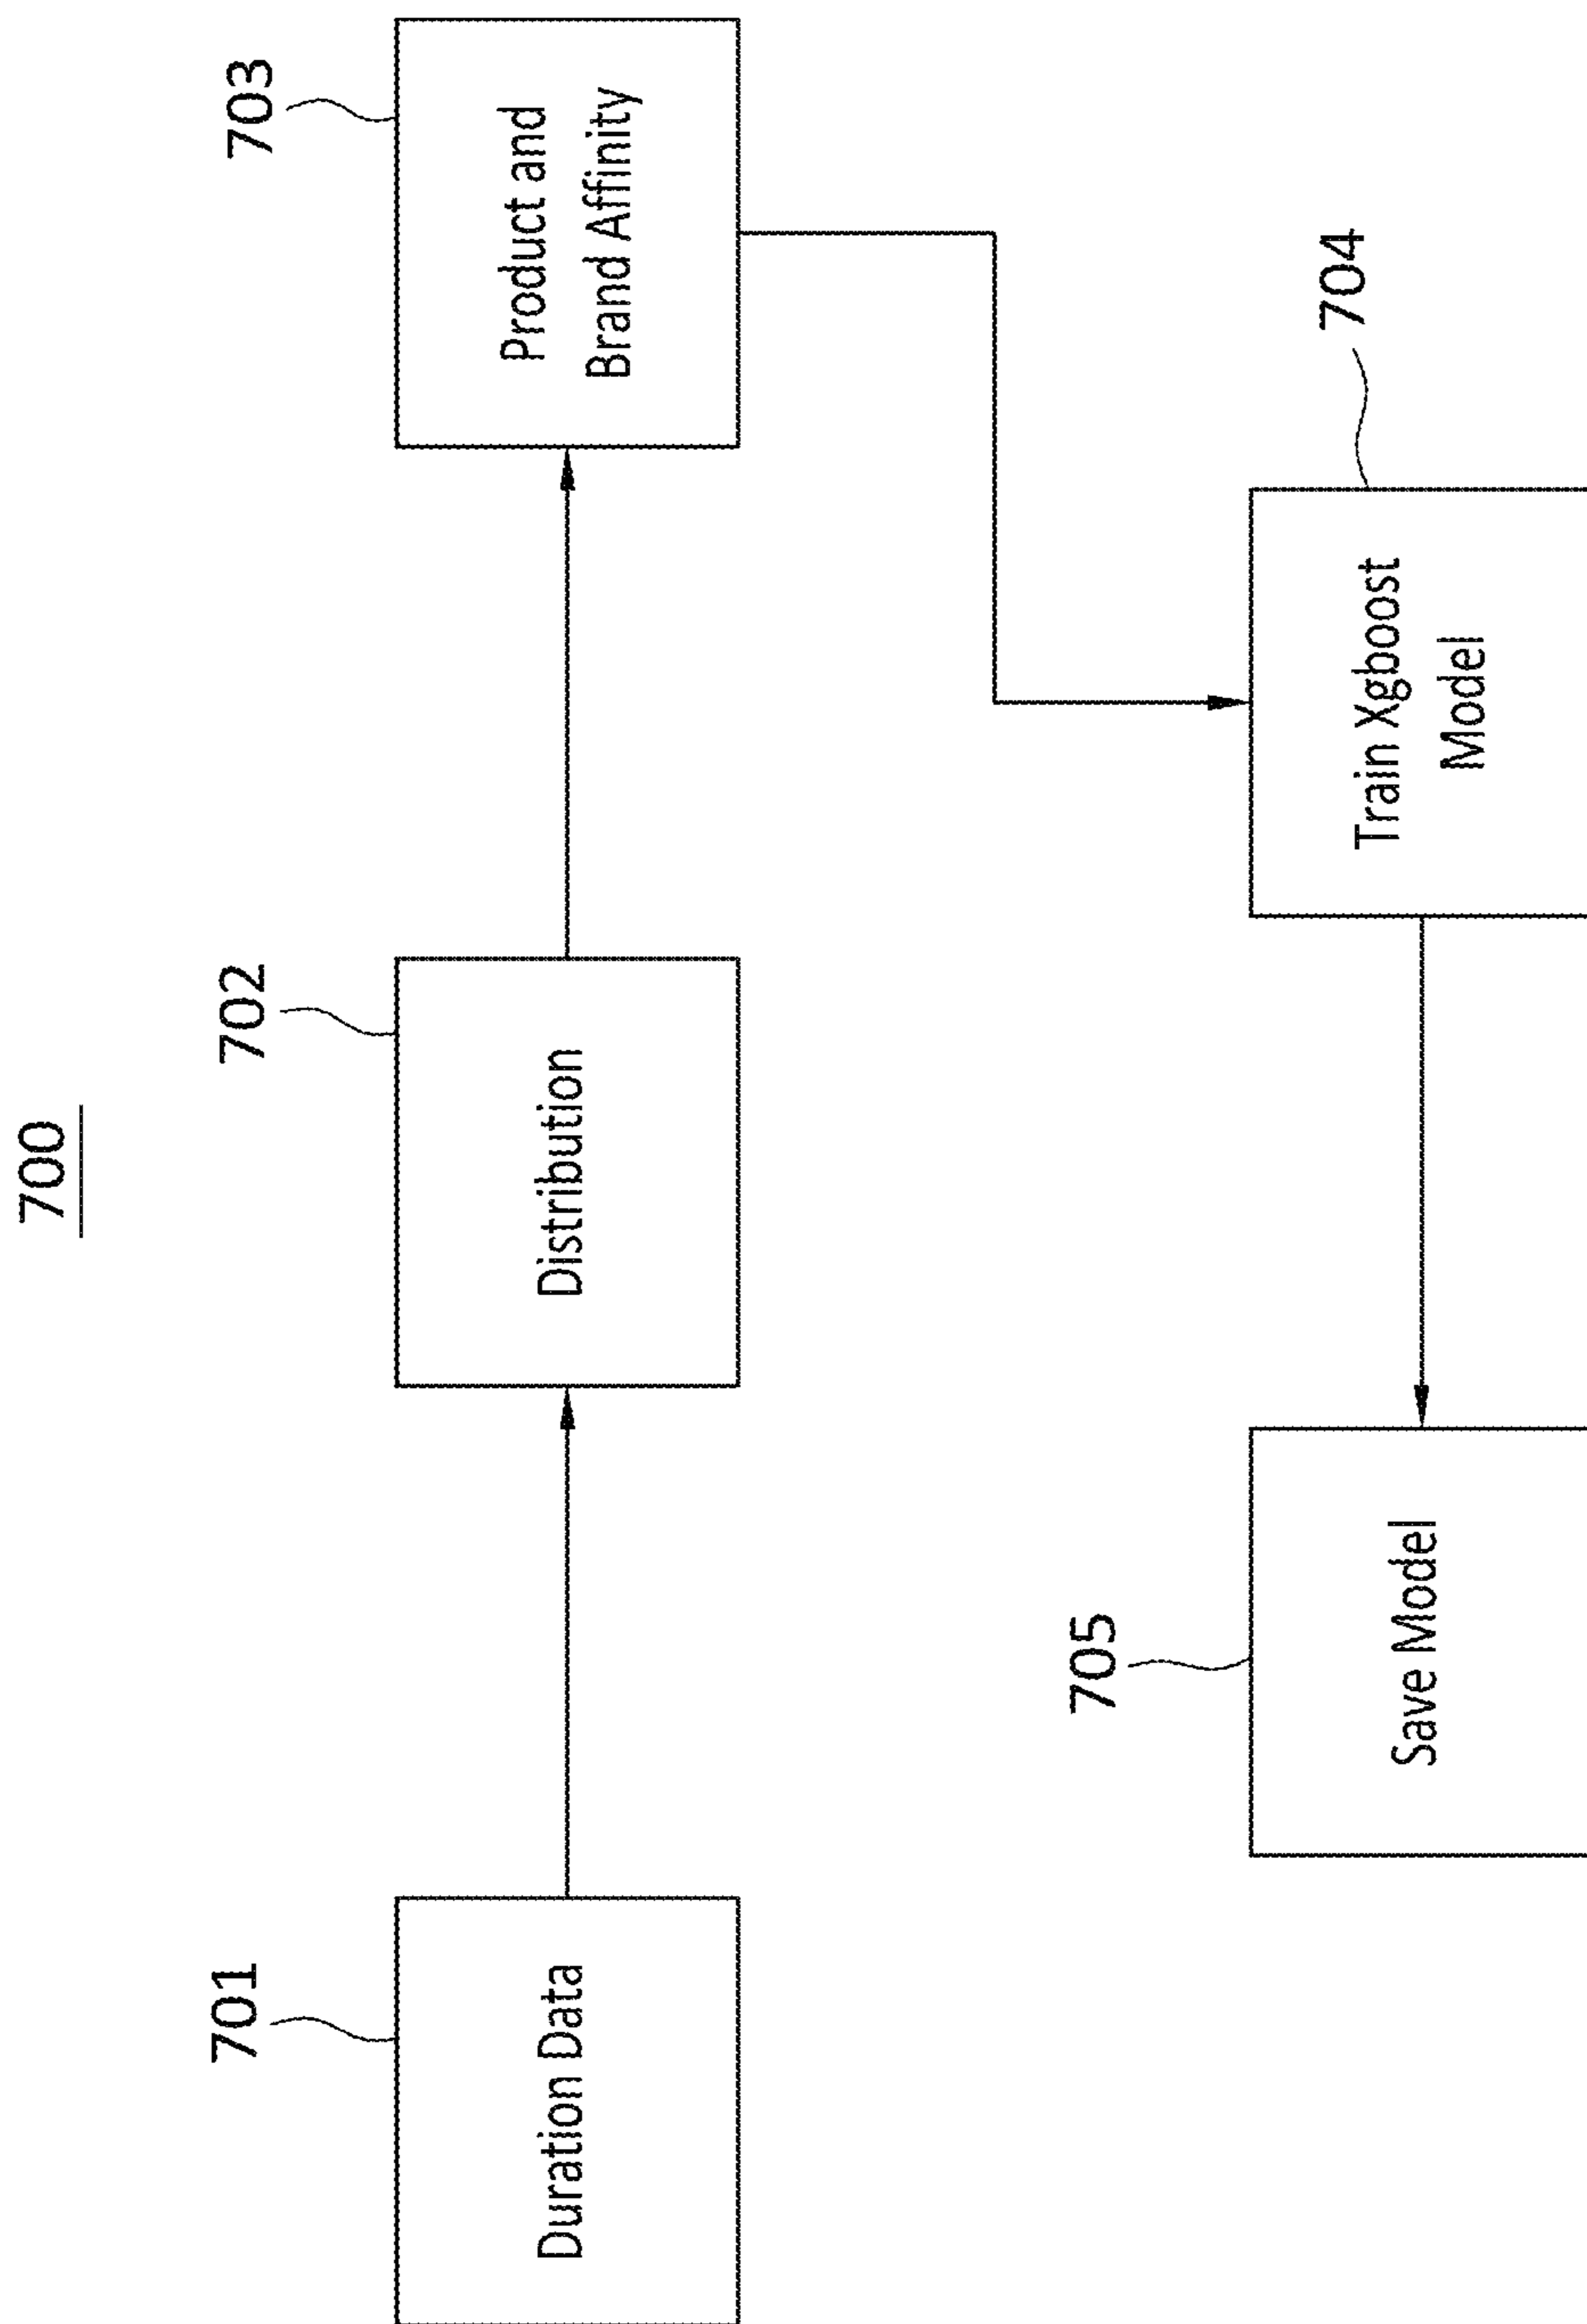 700
701
Duration Data
702
Distribution
703
Product and
Brand Affinity
704
Train Xgboost
Model
705
Save Model